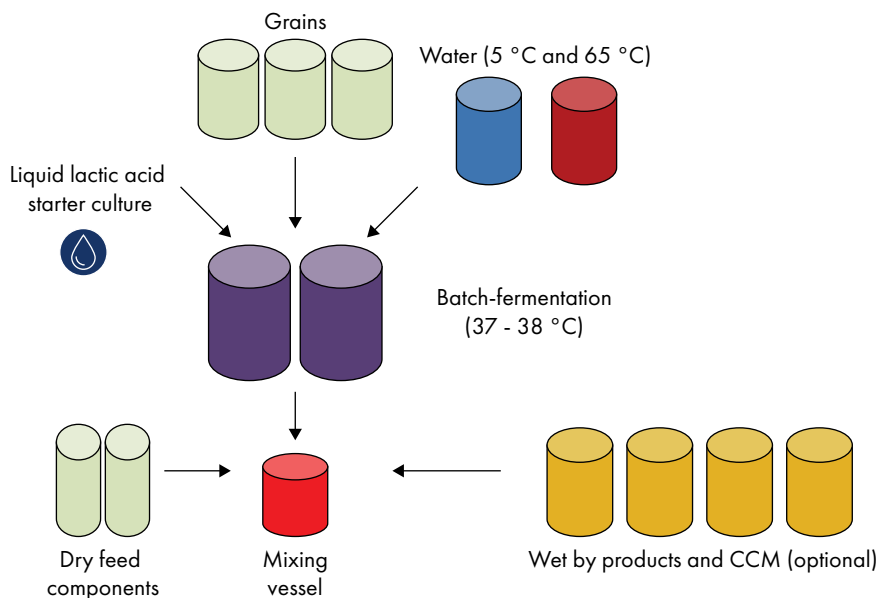 Grains
Water (5 °C and 65 °C)
Liquid lactic acid
starter culture
Batch-fermentation
(37 - 38 °C)
Dry feed
components
Mixing
vessel
Wet by products and CCM (optional)